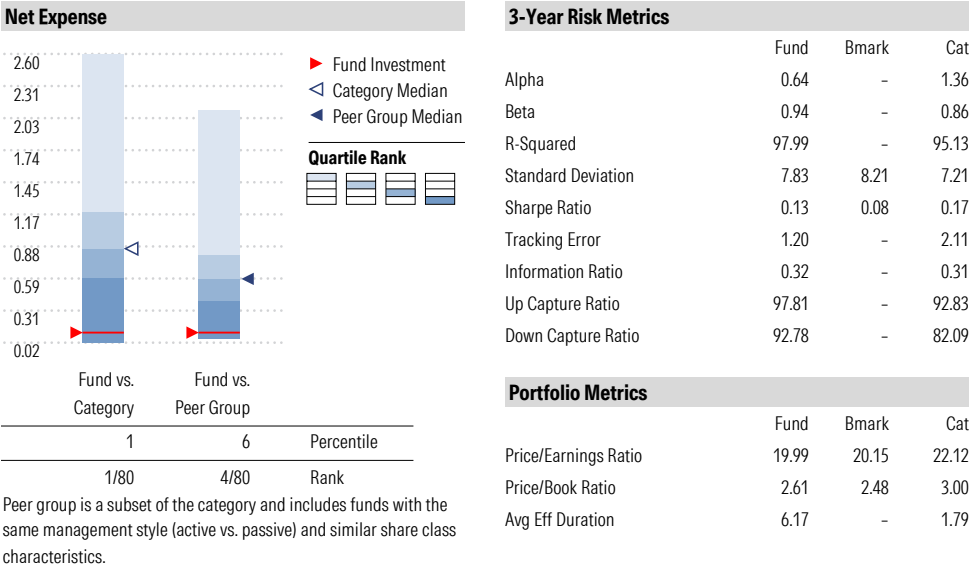 Net Expense
2.60
2.31
2.03
1.74
1.45
1.17
0.88
0.59
0.31
0.02
Fund Investment
Category Median
Peer Group Median
Quartile Rank
Fund vs. Category
Fund vs. Peer Group
1 6 Percentile
1/80 4/80 Rank
Peer group is a subset of the category and includes funds with the
same management style (active vs. passive) and similar share class
characteristics.
3-Year Risk Metrics
Fund Bmark Cat
Alpha 0.64 – 1.36
Beta 0.94 – 0.86
R-Squared 97.99 – 95.13
Standard Deviation 7.83 8.21 7.21
Sharpe Ratio 0.13 0.08 0.17
Tracking Error 1.20 – 2.11
Information Ratio 0.32 – 0.31
Up Capture Ratio 97.81 – 92.83
Down Capture Ratio 92.78 – 82.09
Portfolio Metrics
Fund Bmark Cat
Price/Earnings Ratio 19.99 20.15 22.12
Price/Book Ratio 2.61 2.48 3.00
Avg Eff Duration 6.17 – 1.79